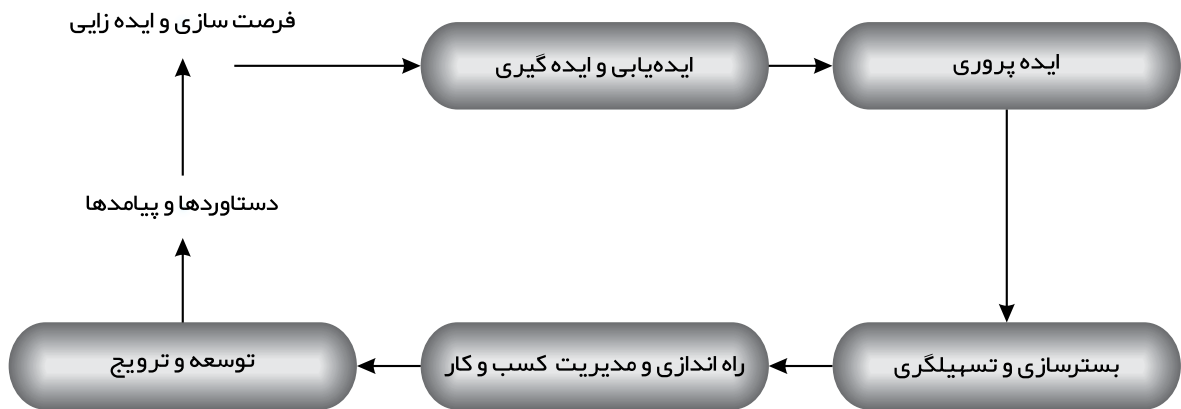 فرصت سازی و ایده زایی
ایده‌یابی و ایده گیری
ایده پروری
دستاوردها و پیامدها
بسترسازی و تسهیلگری
راه اندازی و مدیریت کسب و کار
توسعه و ترویج